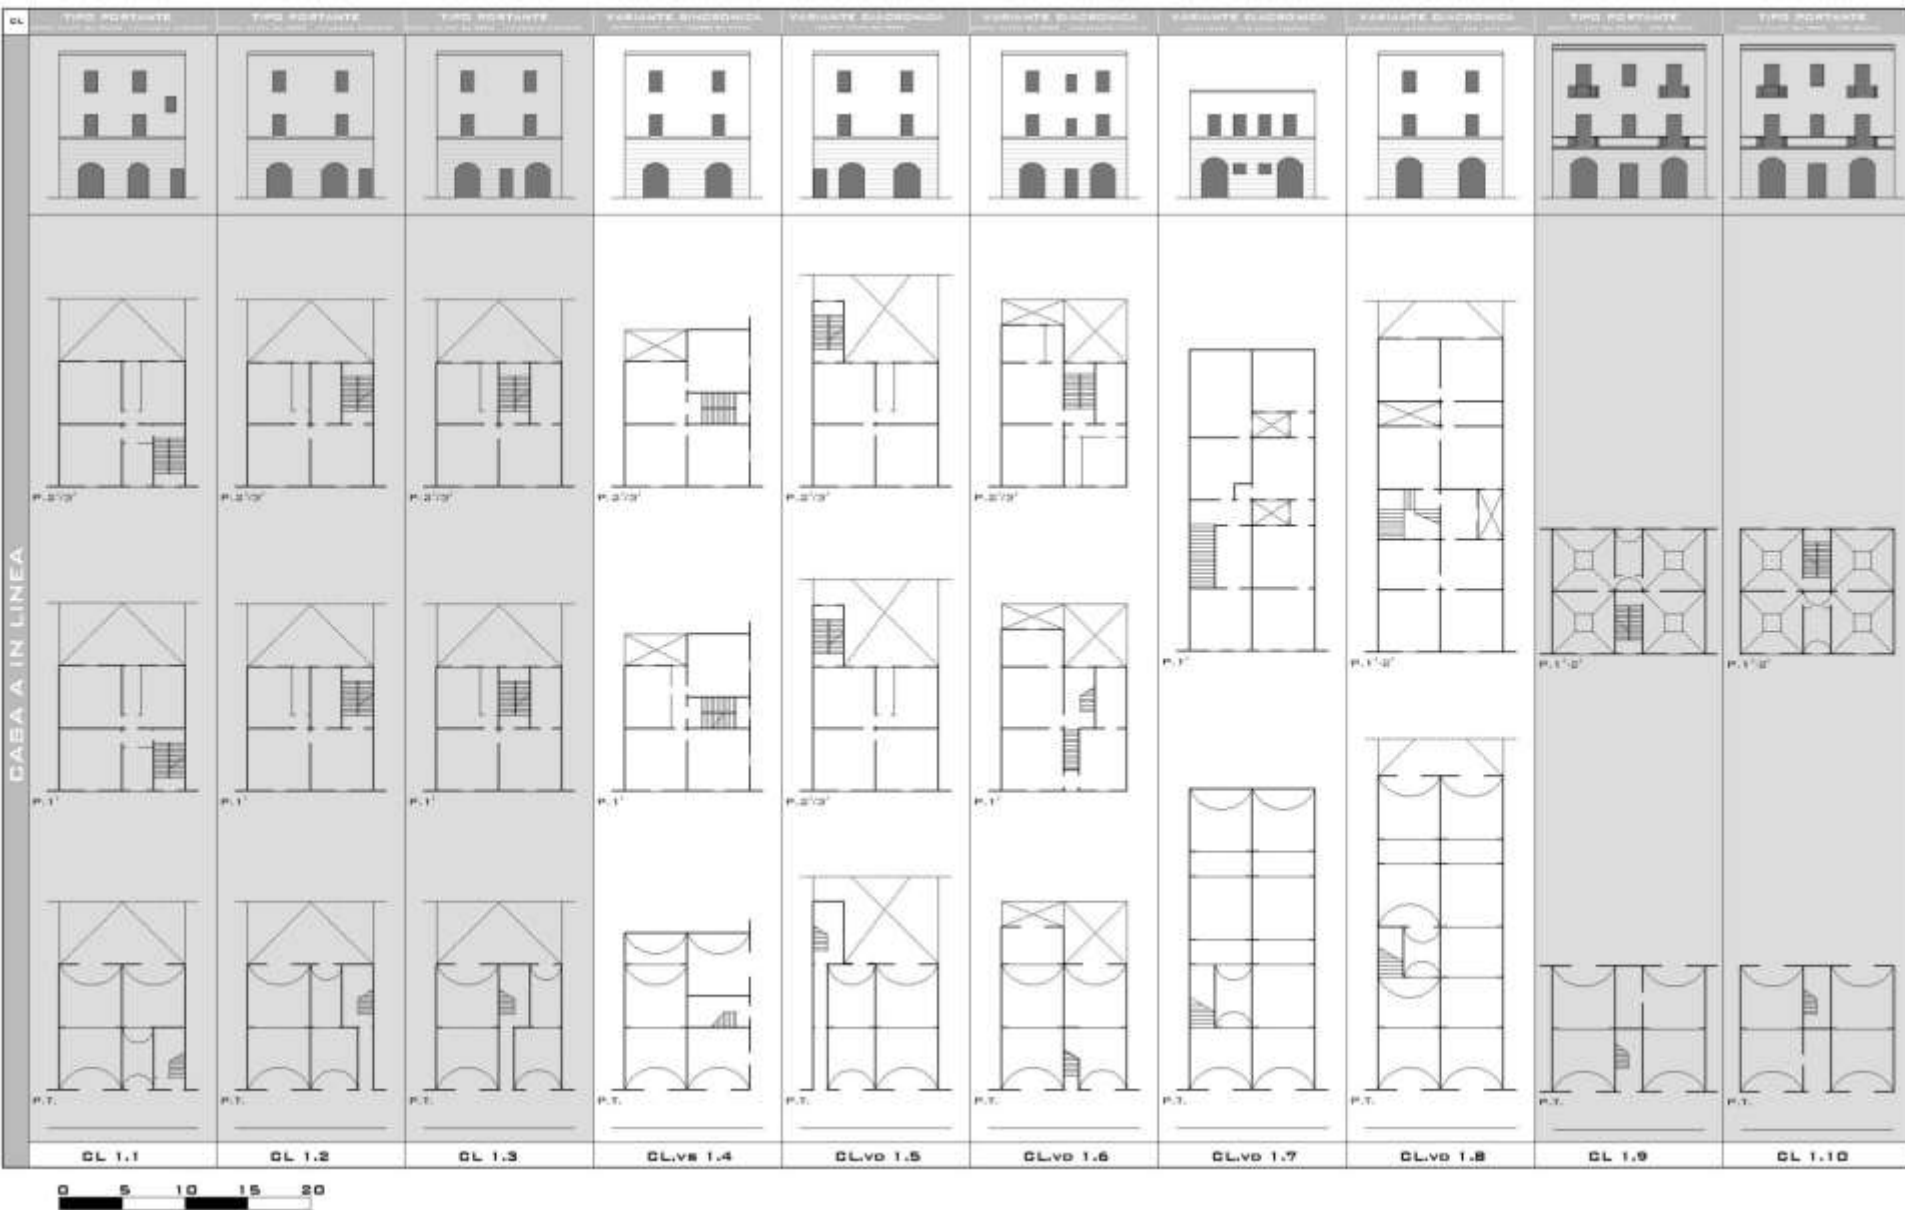 CL TIPO PORTANTE TIPO PORTANTE TIPO PORTANTE VARIANTE SINCRONICA VARIANTE DIACRONICA VARIANTE DIACRONICA VARIANTE DIACRONICA VARIANTE DIACRONICA TIPO PORTANTE TIPO PORTANTE
CASA A IN LINEA
P.2°/3° P.2°/3° P.2°/3° P.2°/3° P.2°/3° P.2°/3°
P.1° P.1°-2° P.1°-2° P.1°-2°
P.1° P.1° P.1° P.1° P.2°/3° P.1°
P.T. P.T. P.T. P.T. P.T. P.T. P.T. P.T. P.T. P.T.
CL 1.1 CL 1.2 CL 1.3 CL.vs 1.4 CL.vd 1.5 CL.vd 1.6 CL.vd 1.7 CL.vd 1.8 CL 1.9 CL 1.10
0 5 10 15 20